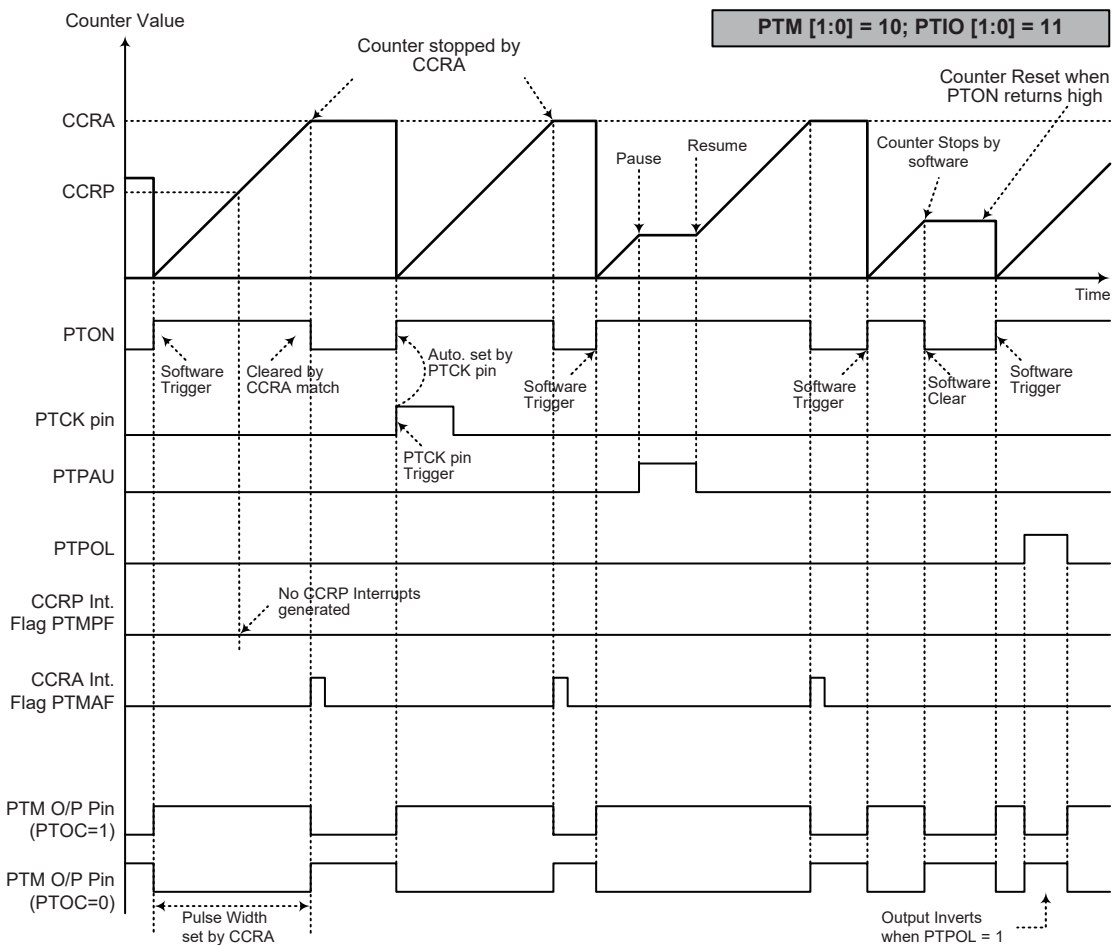 Counter Value
PTM [1:0] = 10; PTIO [1:0] = 11
Counter stopped by
CCRA
Counter Reset when
PTON returns high
CCRA
Pause
Resume
Counter Stops by
software
CCRP
Time
PTON
Software
Trigger
Cleared by
CCRA match
Auto. set by
PTCK pin
Software
Trigger
Software
Trigger
Software
Clear
Software
Trigger
PTCK pin
PTCK pin
Trigger
PTPAU
PTPOL
No CCRP Interrupts
generated
CCRP Int.
Flag PTMPF
CCRA Int.
Flag PTMAF
PTM O/P Pin
(PTOC=1)
PTM O/P Pin
(PTOC=0)
Pulse Width
set by CCRA
Output Inverts
when PTPOL = 1